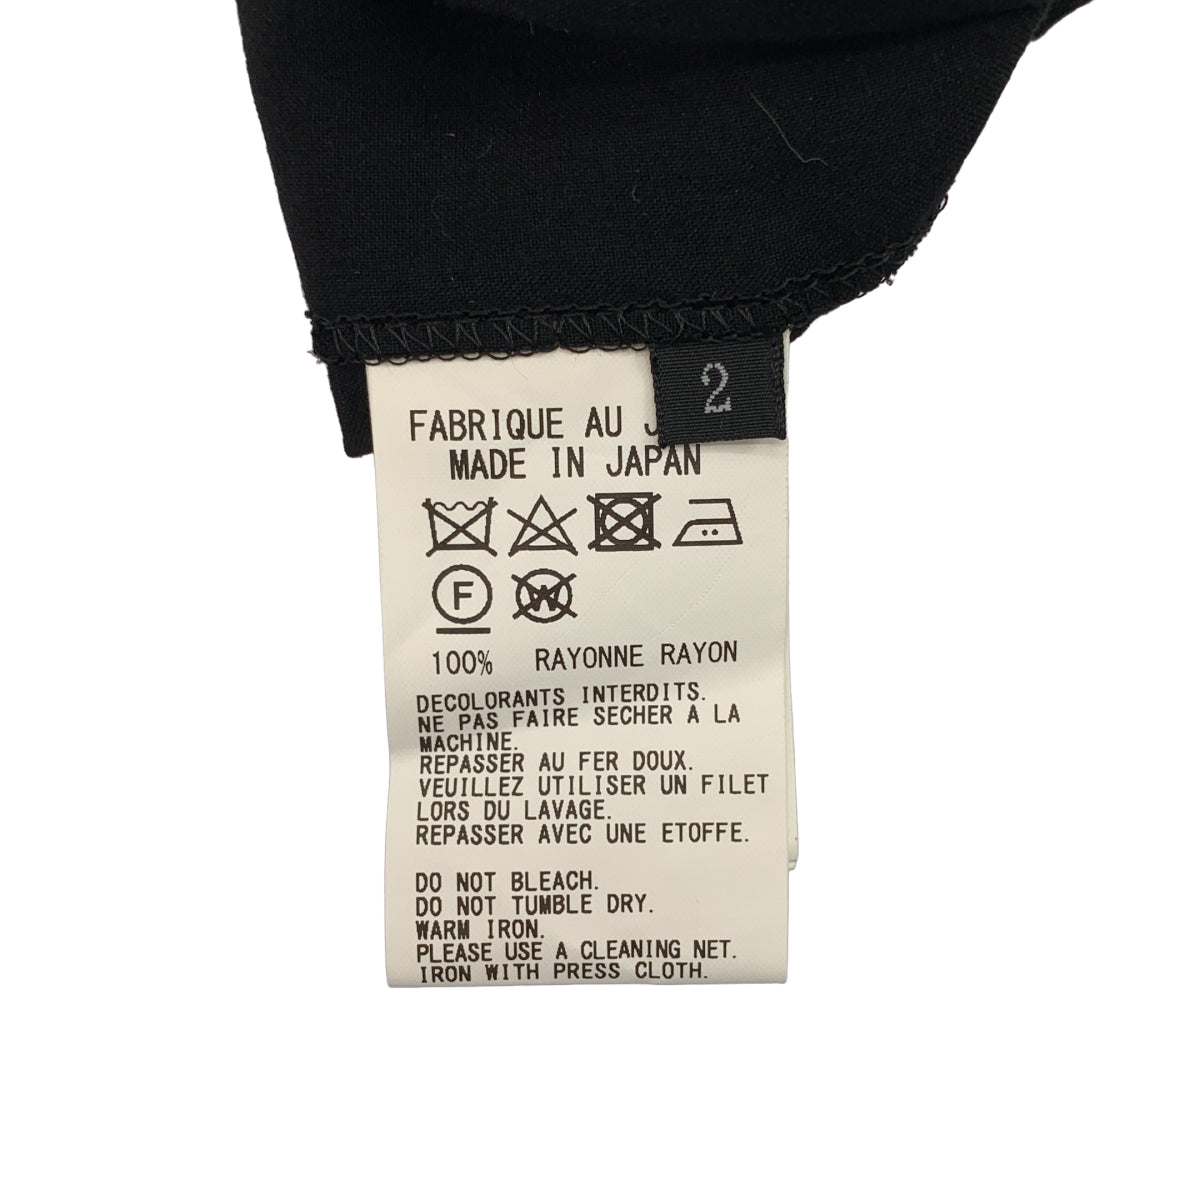 2
FABRIQUE AU
MADE IN JAPAN
F W
100% RAYONNE RAYON
DECOLORANTS INTERDITS.
NE PAS FAIRE SECHER A LA
MACHINE.
REPASSER AU FER DOUX.
VEUILLEZ UTILISER UN FILET
LORS DU LAVAGE.
REPASSER AVEC UNE ETOFFE.
DO NOT BLEACH.
DO NOT TUMBLE DRY.
WARM IRON.
PLEASE USE A CLEANING NET.
IRON WITH PRESS CLOTH.